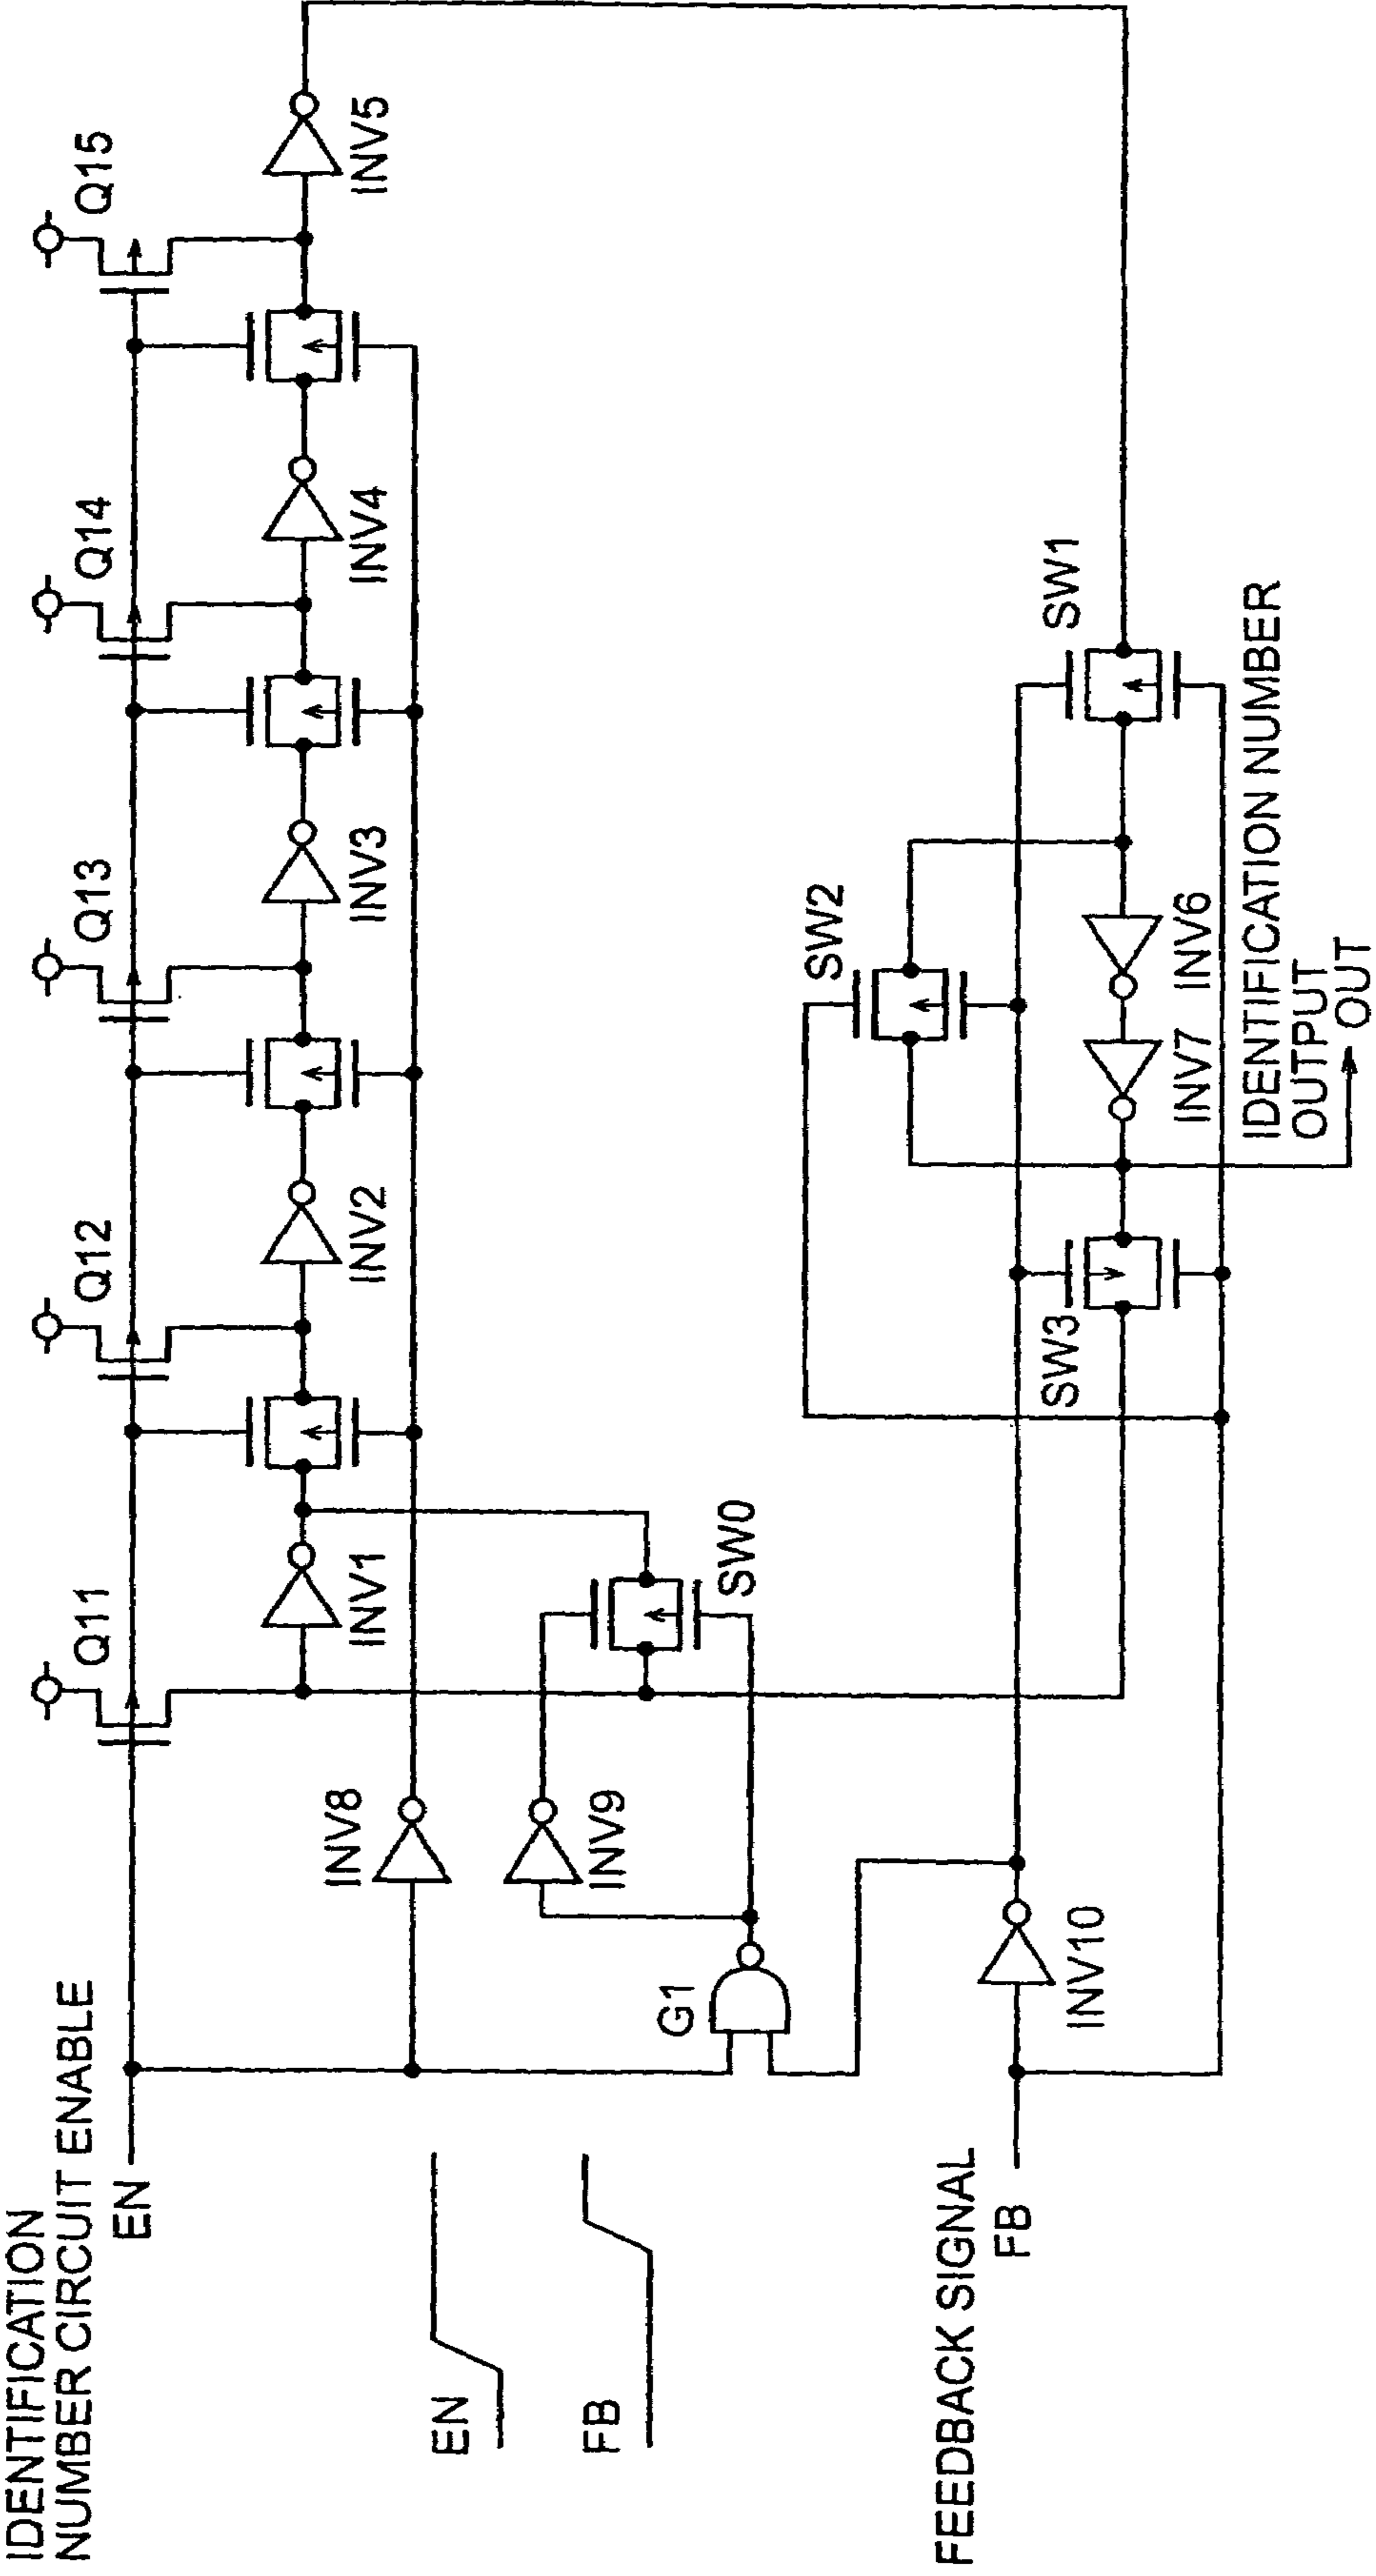 IDENTIFICATION
NUMBER CIRCUIT ENABLE
EN
Q11
Q12
Q13
Q14
Q15
INV1
INV2
INV3
INV4
INV5
INV8
INV9
SW0
G1
EN
FB
FEEDBACK SIGNAL
FB
INV10
SW3
SW2
SW1
INV7
INV6
IDENTIFICATION NUMBER
OUTPUT
OUT